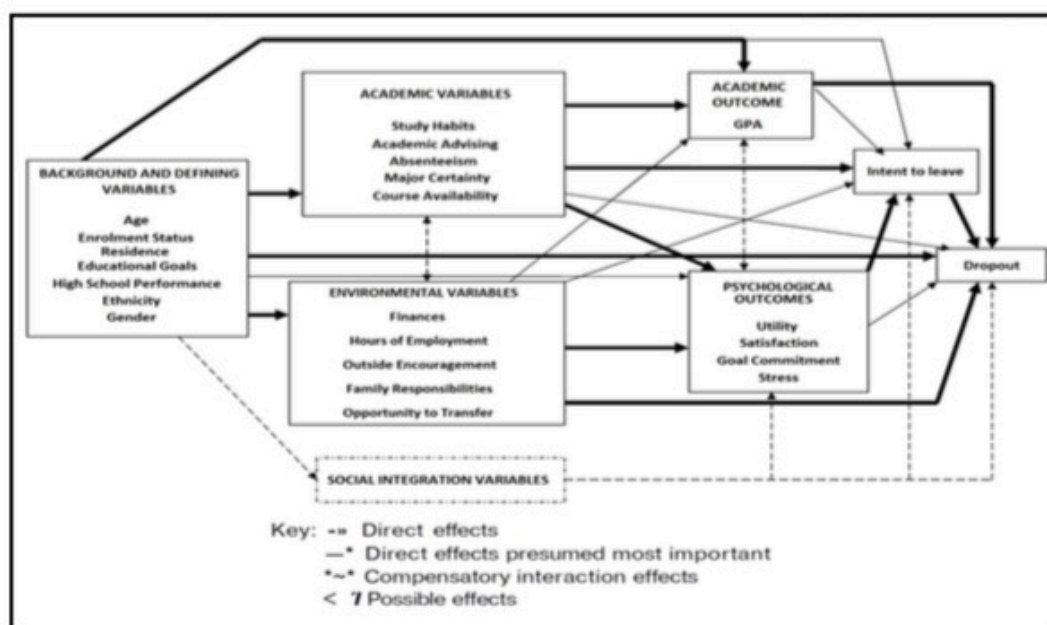 ACADEMIC VARIABLES
Study Habits
Academic Advising
Absenteeism
Major Certainty
Course Availability
ACADEMIC
OUTCOME
GPA
Intent to leave
BACKGROUND AND DEFINING
VARIABLES
Age
Enrolment Status
Residence
Educational Goals
High School Performance
Ethnicity
Gender
Dropout
ENVIRONMENTAL VARIABLES
Finances
Hours of Employment
Outside Encouragement
Family Responsibilities
Opportunity to Transfer
PSYCHOLOGICAL
OUTCOMES
Utility
Satisfaction
Goal Commitment
Stress
SOCIAL INTEGRATION VARIABLES
Key: -» Direct effects
—* Direct effects presumed most important
*~* Compensatory interaction effects
< 7 Possible effects